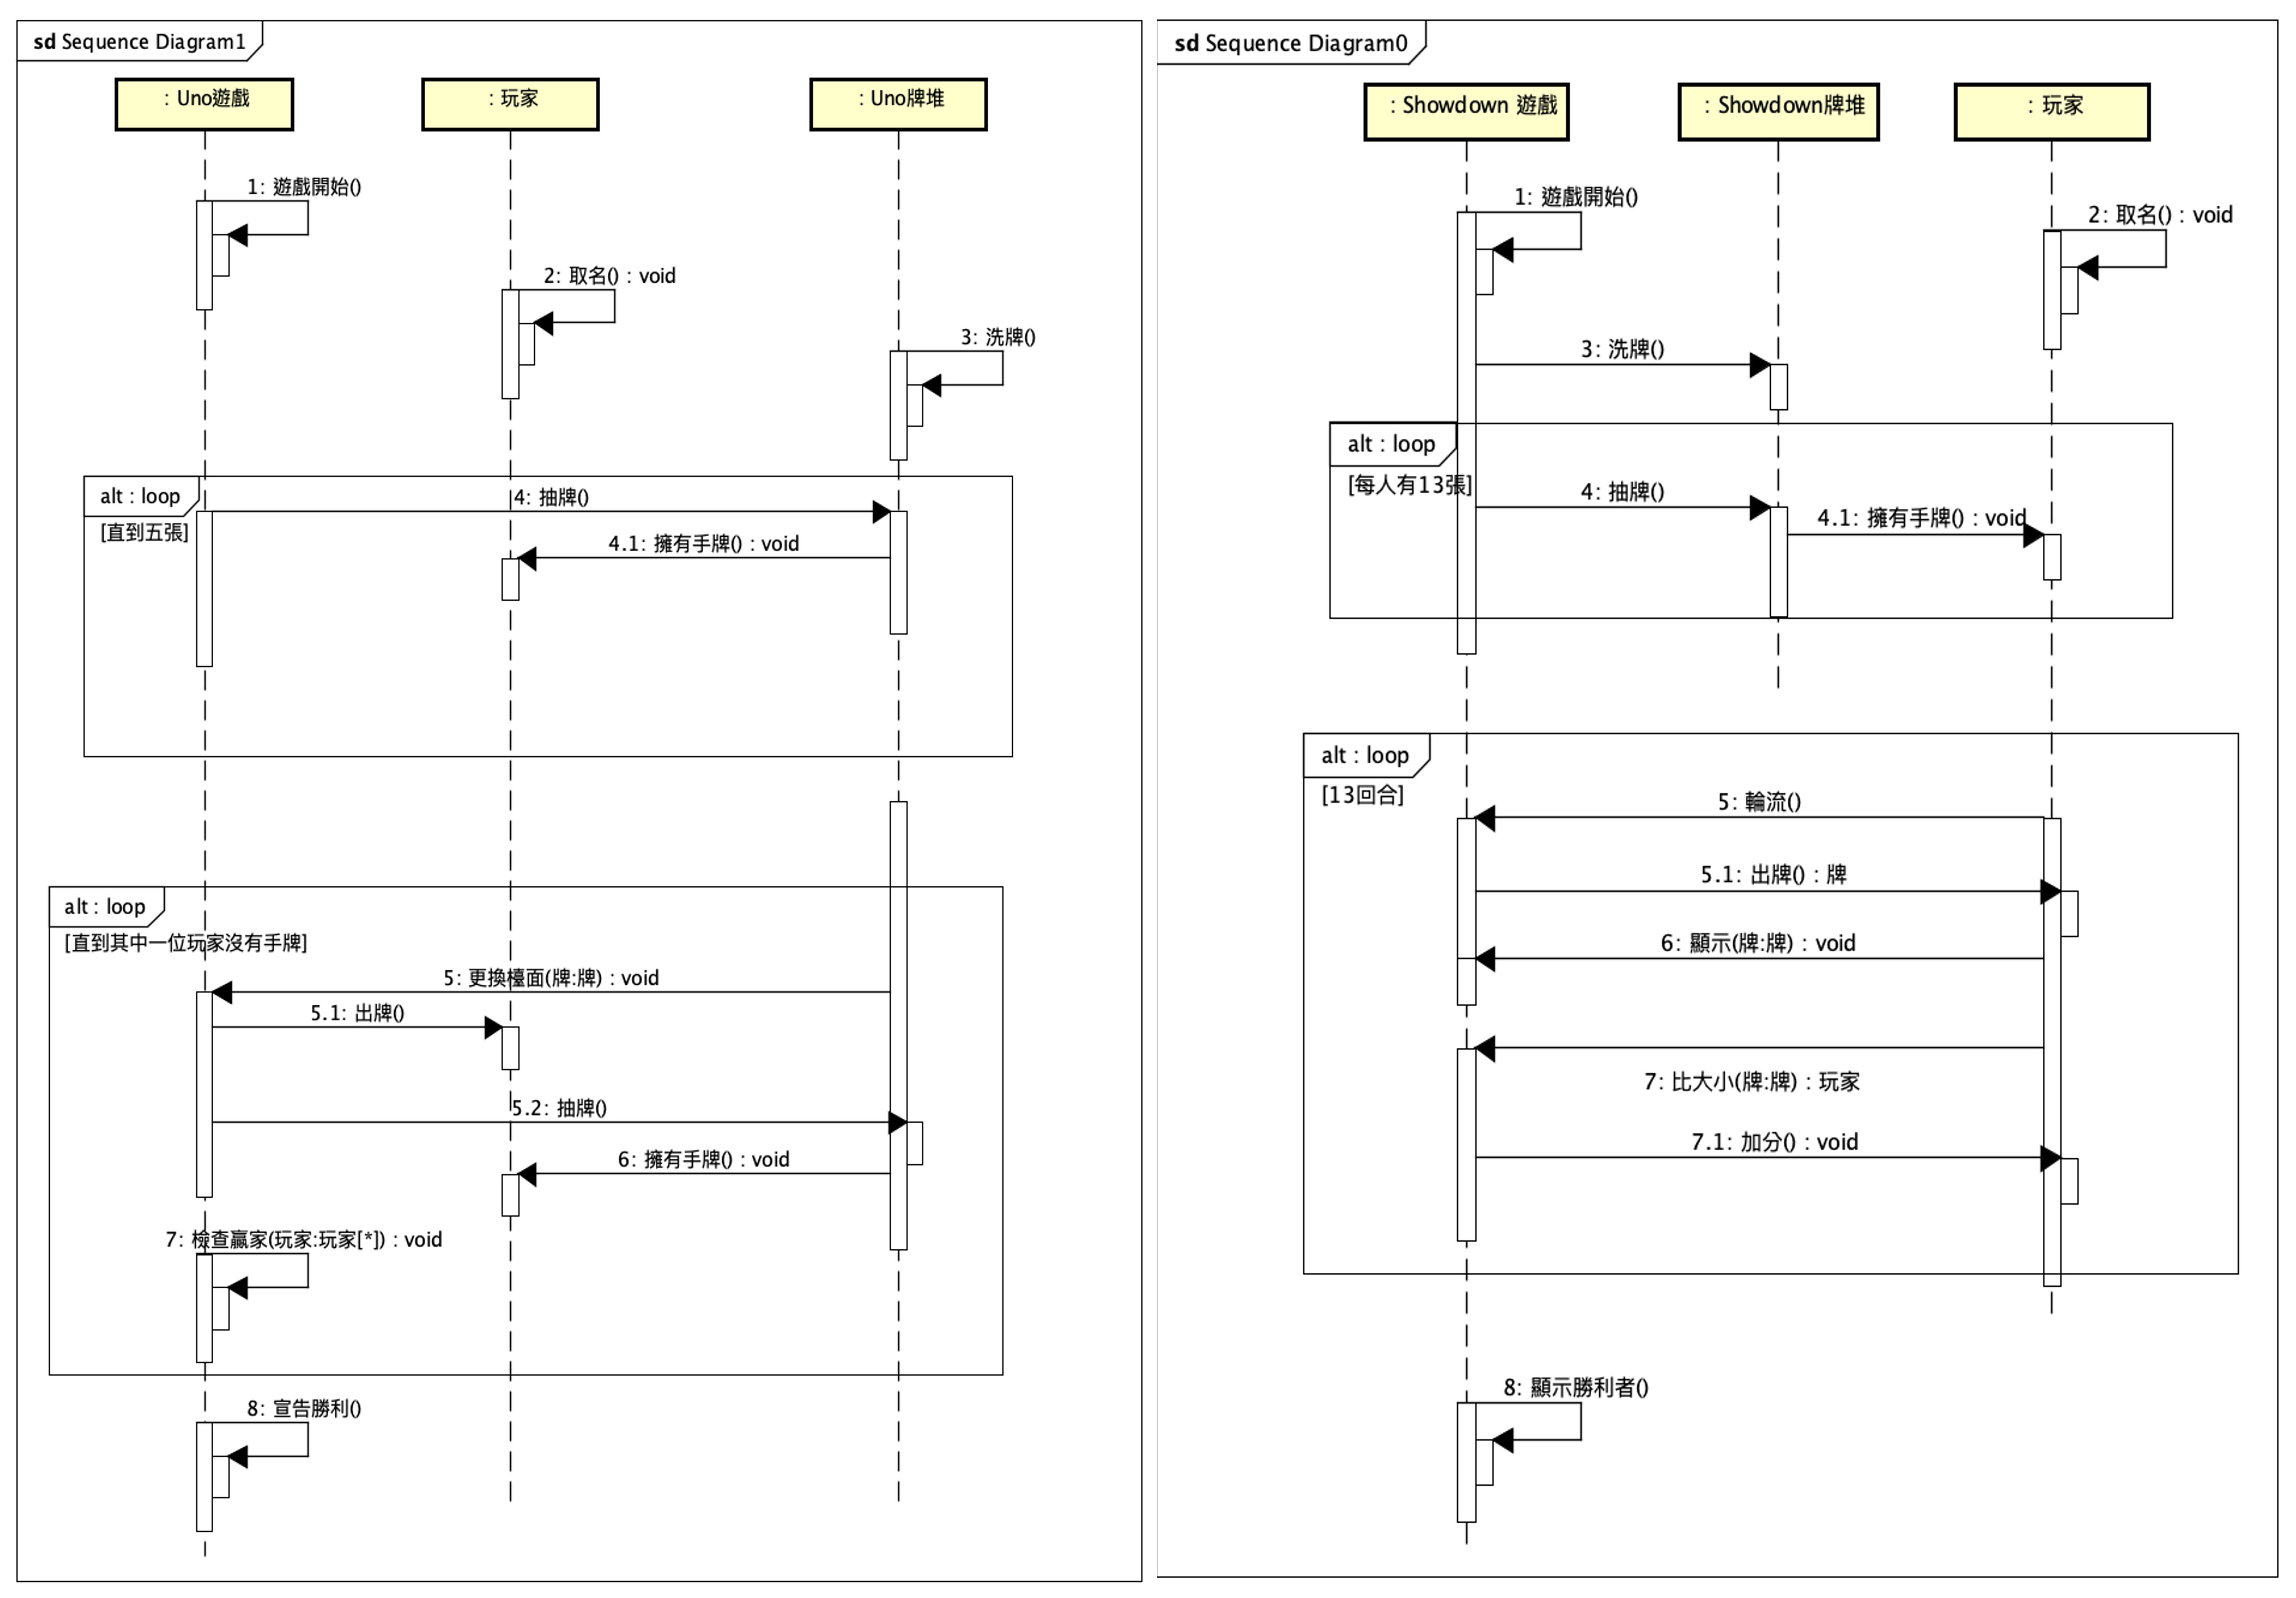 sd Sequence Diagram1
: Uno遊戲
: 玩家
: Uno牌堆
1: 遊戲開始()
2: 取名() : void
3: 洗牌()
alt : loop
[直到五張]
4: 抽牌()
4.1: 擁有手牌() : void
alt : loop
[直到其中一位玩家沒有手牌]
5: 更換檯面(牌:牌) : void
5.1: 出牌()
5.2: 抽牌()
6: 擁有手牌() : void
7: 檢查贏家(玩家:玩家[*]) : void
8: 宣告勝利()
sd Sequence Diagram0
: Showdown 遊戲
: Showdown牌堆
: 玩家
1: 遊戲開始()
2: 取名() : void
3: 洗牌()
alt : loop
[每人有13張]
4: 抽牌()
4.1: 擁有手牌() : void
alt : loop
[13回合]
5: 輪流()
5.1: 出牌() : 牌
6: 顯示(牌:牌) : void
7: 比大小(牌:牌) : 玩家
7.1: 加分() : void
8: 顯示勝利者()